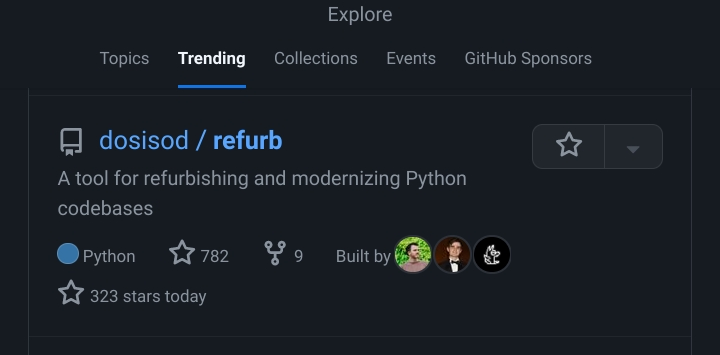 Explore
Topics Trending Collections Events GitHub Sponsors
dosisod / refurb
A tool for refurbishing and modernizing Python
codebases
Python 782 9 Built by
323 stars today